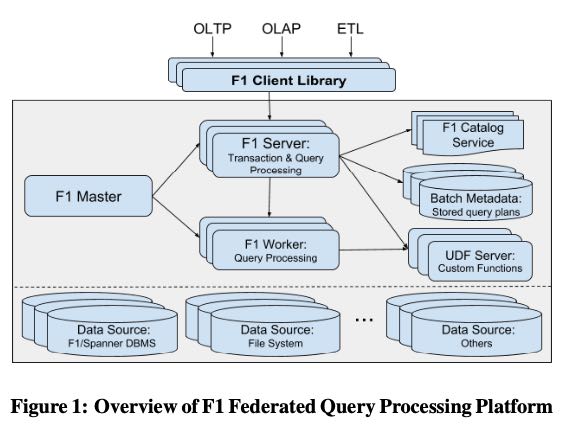 OLTP OLAP ETL
F1 Client Library
F1 Server:
Transaction & Query
Processing
F1 Catalog
Service
F1 Master
Batch Metadata:
Stored query plans
F1 Worker:
Query Processing
UDF Server:
Custom Functions
Data Source:
F1/Spanner DBMS
Data Source:
File System
...
Data Source:
Others
Figure 1: Overview of F1 Federated Query Processing Platform